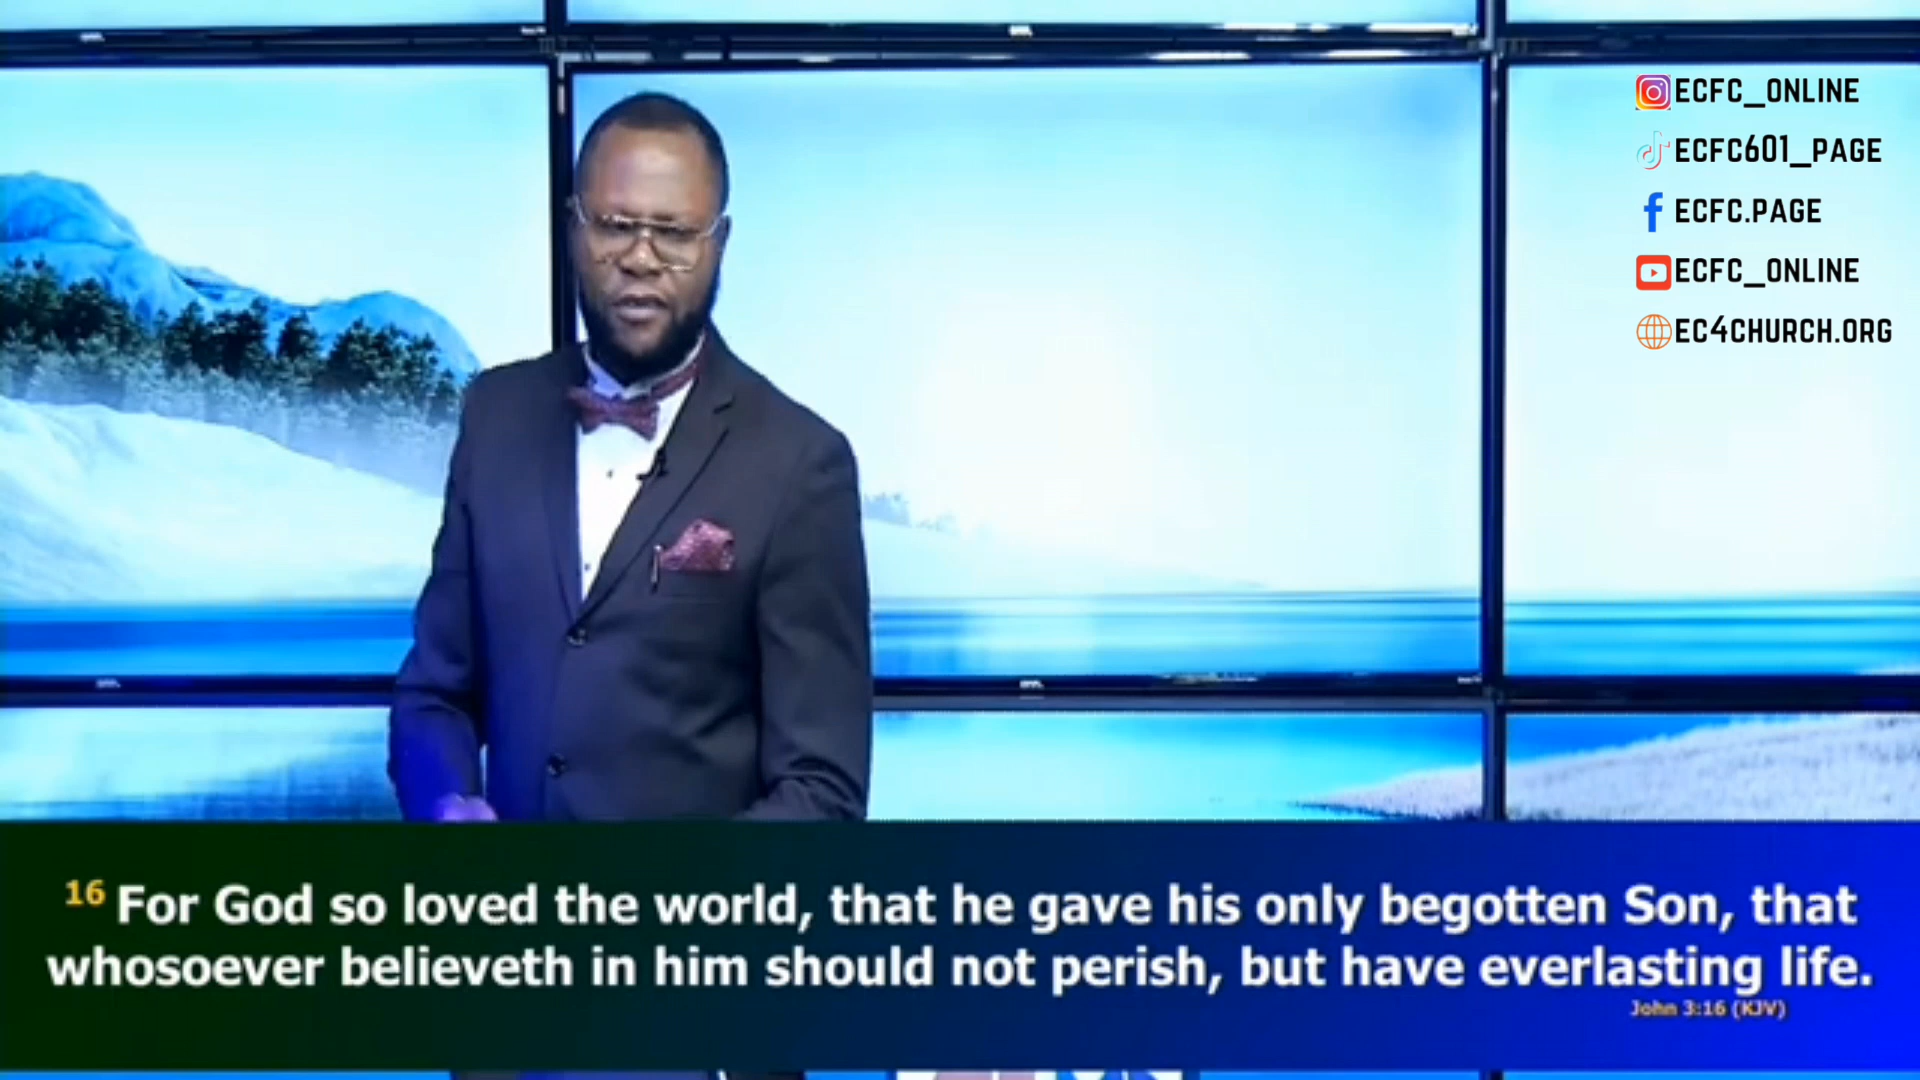 ECFC_ONLINE
ECFC601_PAGE
ECFC.PAGE
ECFC_ONLINE
EC4CHURCH.ORG
16 For God so loved the world, that he gave his only begotten Son, that
whosoever believeth in him should not perish, but have everlasting life.
John 3:16 (KJV)